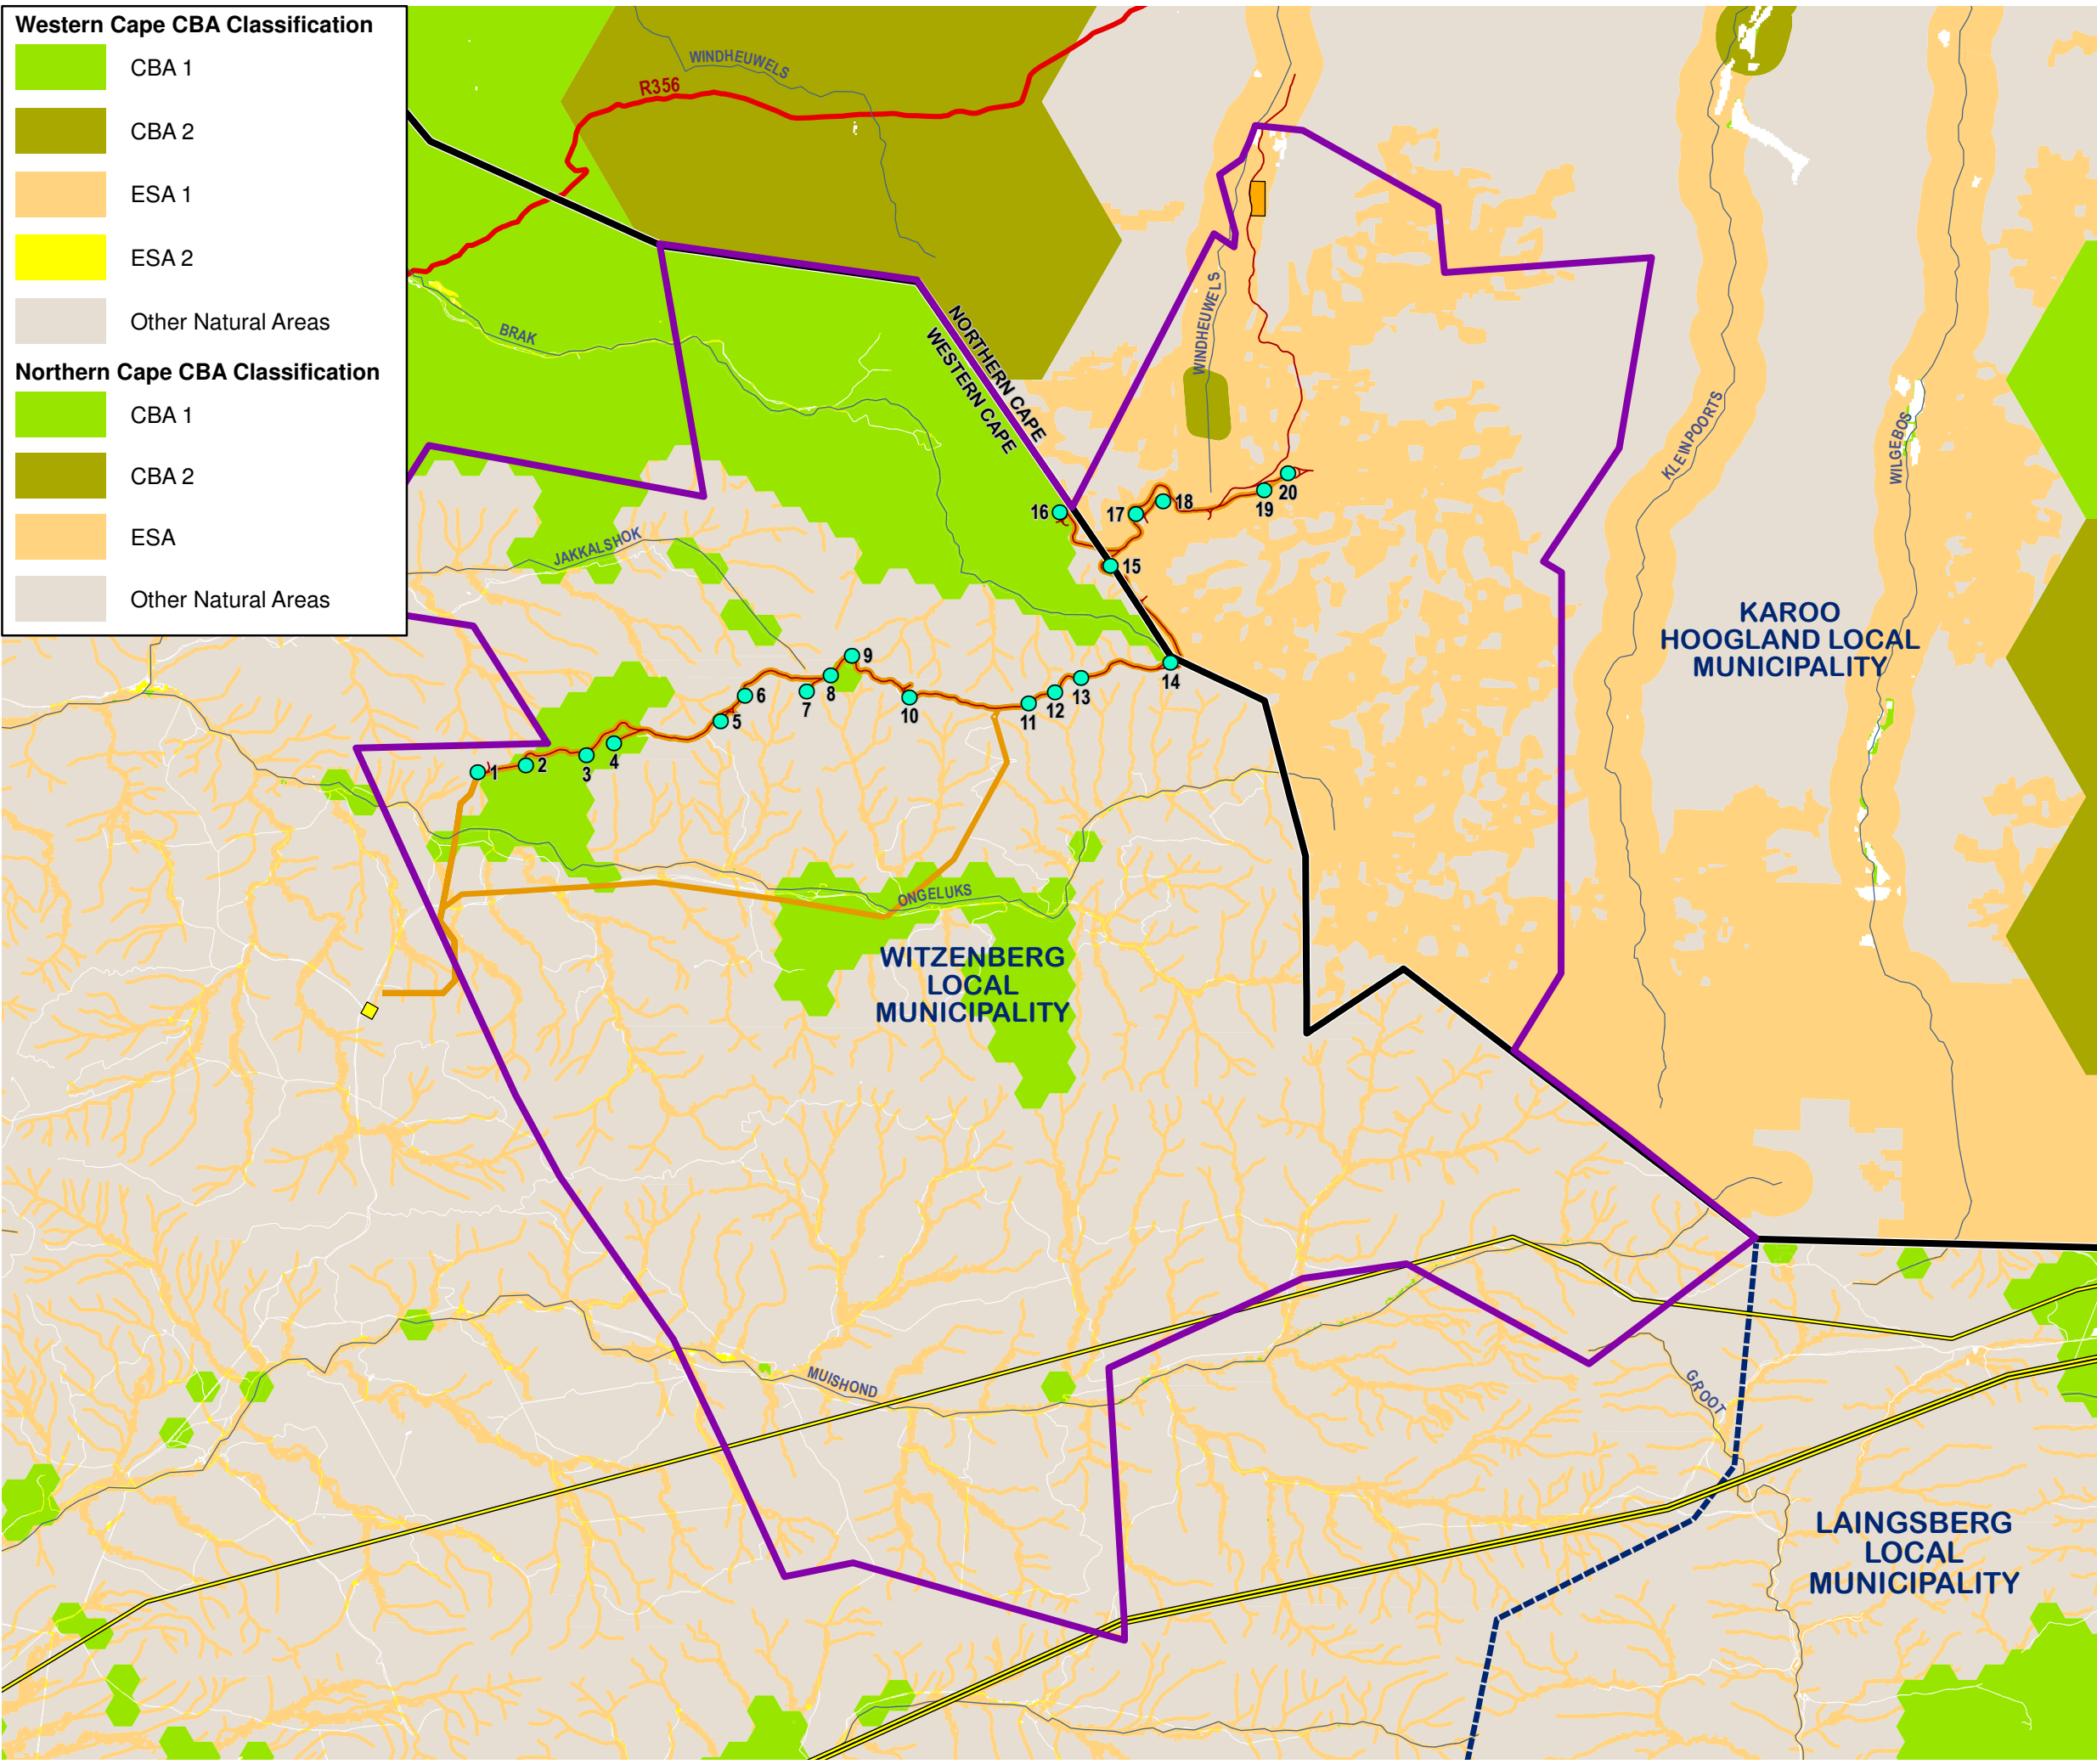 Western Cape CBA Classification
CBA 1
CBA 2
ESA 1
ESA 2
Other Natural Areas
Northern Cape CBA Classification
CBA 1
CBA 2
ESA
Other Natural Areas
WINDHEUWELS
R356
BRAK
NORTHERN CAPE
WESTERN CAPE
WINDHEUWELS
KLEINPOORTS
WILGEBOS
JAKKALSHOK
16
17
18
19
20
15
KAROO
HOOGLAND LOCAL
MUNICIPALITY
14
13
12
11
10
9
8
7
6
5
4
3
2
1
ONGELUKS
WITZENBERG
LOCAL
MUNICIPALITY
MUISHOND
GROOT
LAINGSBERG
LOCAL
MUNICIPALITY